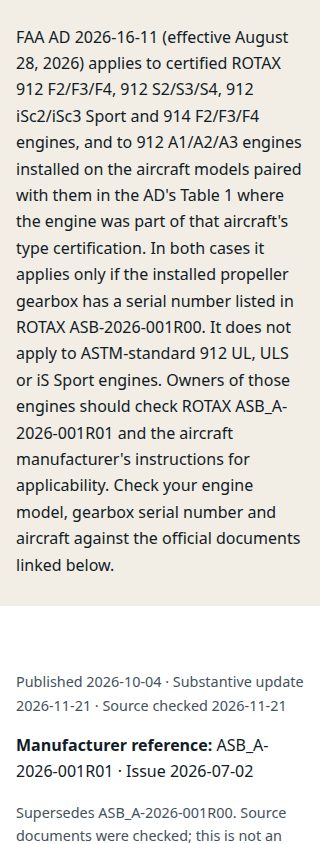 FAA AD 2026-16-11 (effective August
28, 2026) applies to certified ROTAX
912 F2/F3/F4, 912 S2/S3/S4, 912
iSc2/iSc3 Sport and 914 F2/F3/F4
engines, and to 912 A1/A2/A3 engines
installed on the aircraft models paired
with them in the AD's Table 1 where
the engine was part of that aircraft's
type certification. In both cases it
applies only if the installed propeller
gearbox has a serial number listed in
ROTAX ASB-2026-001R00. It does not
apply to ASTM-standard 912 UL, ULS
or iS Sport engines. Owners of those
engines should check ROTAX ASB_A-
2026-001R01 and the aircraft
manufacturer's instructions for
applicability. Check your engine
model, gearbox serial number and
aircraft against the official documents
linked below.
Published 2026-10-04 · Substantive update
2026-11-21 · Source checked 2026-11-21
Manufacturer reference: ASB_A-
2026-001R01 · Issue 2026-07-02
Supersedes ASB_A-2026-001R00. Source
documents were checked; this is not an